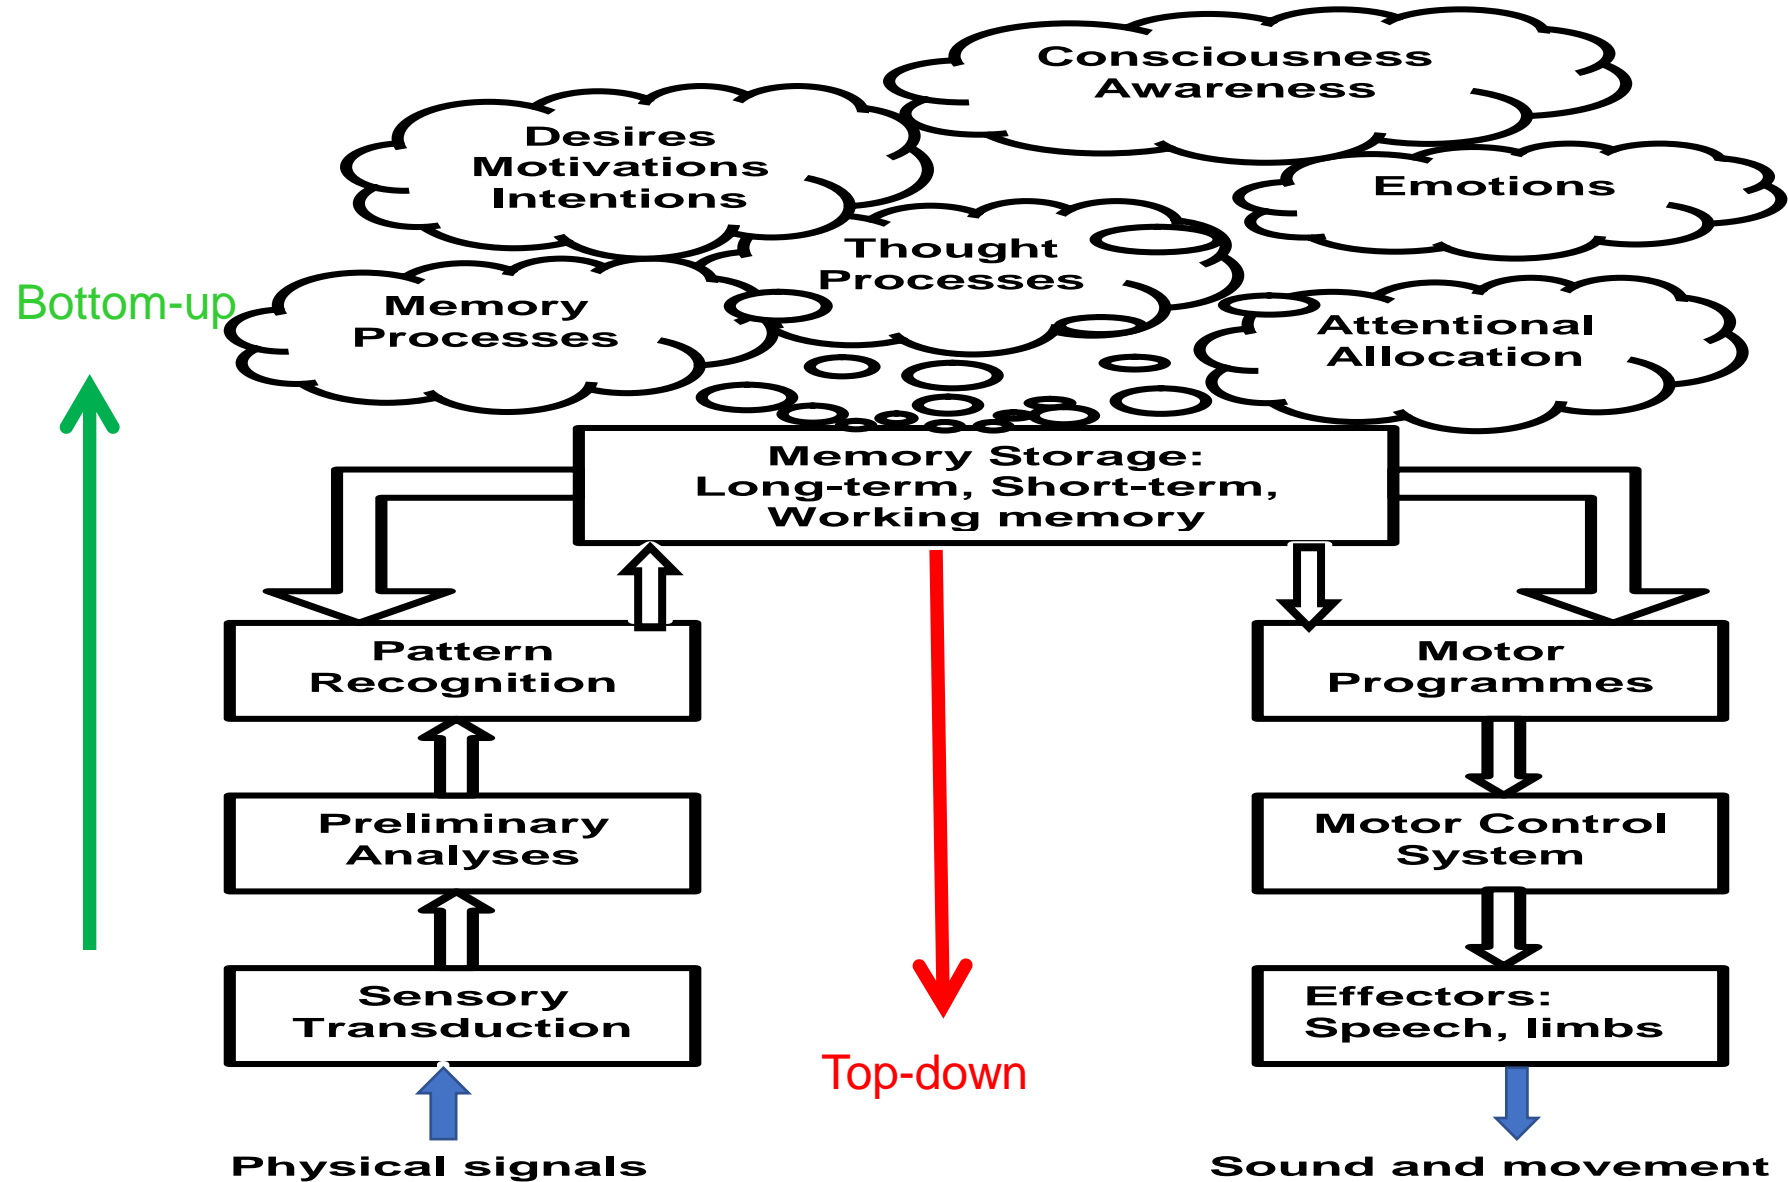 Consciousness
Awareness
Desires
Motivations
Intentions
Emotions
Thought
Processes
Bottom-up
Memory
Processes
Attentional
Allocation
Memory Storage:
Long-term, Short-term,
Working memory
Pattern
Recognition
Motor
Programmes
Preliminary
Analyses
Motor Control
System
Sensory
Transduction
Effectors:
Speech, limbs
Top-down
Physical signals
Sound and movement